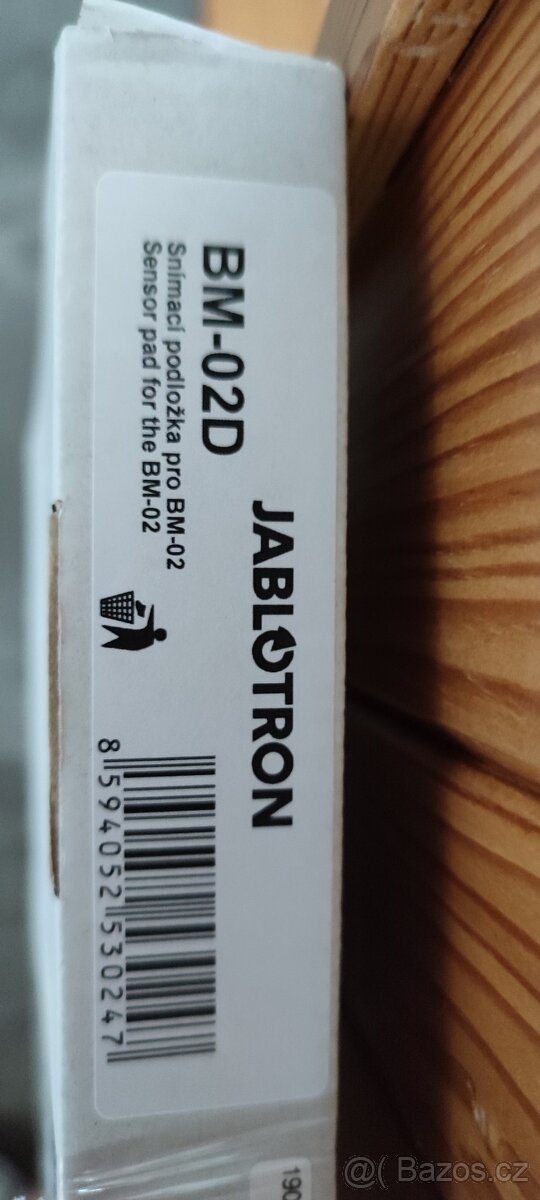 BM-02D
JABLOTRON
Snímací podložka pro BM-02
Sensor pad for the BM-02
8 594052 530247
190
@( Bazos.cz